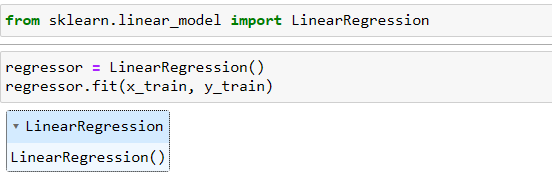 from sklearn.linear_model import LinearRegression
regressor = LinearRegression()
regressor.fit(x_train, y_train)
▾ LinearRegression
LinearRegression()